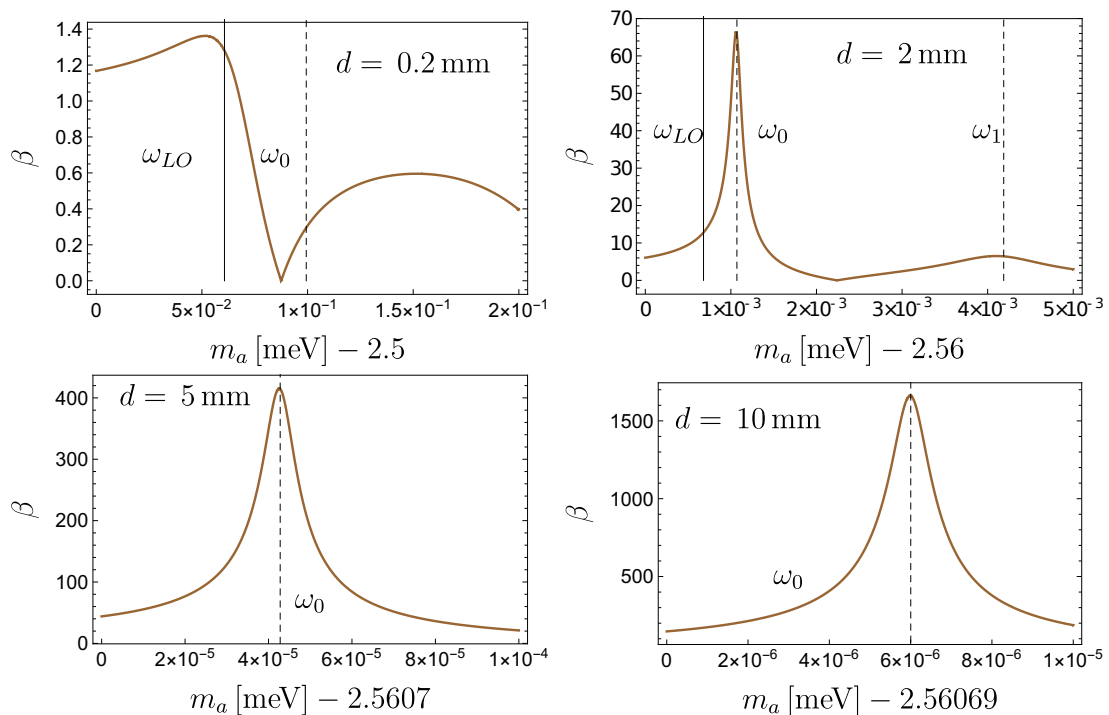 d = 0.2 mm
β
1.4
1.2
1.0
0.8
0.6
0.4
0.2
0.0
ω_LO
ω_0
0
5×10^-2
1×10^-1
1.5×10^-1
2×10^-1
m_a [meV] − 2.5
d = 2 mm
β
70
60
50
40
30
20
10
0
ω_LO
ω_0
ω_1
0
1×10^-3
2×10^-3
3×10^-3
4×10^-3
5×10^-3
m_a [meV] − 2.56
d = 5 mm
β
400
300
200
100
0
ω_0
0
2×10^-5
4×10^-5
6×10^-5
8×10^-5
1×10^-4
m_a [meV] − 2.5607
d = 10 mm
β
1500
1000
500
ω_0
0
2×10^-6
4×10^-6
6×10^-6
8×10^-6
1×10^-5
m_a [meV] − 2.56069